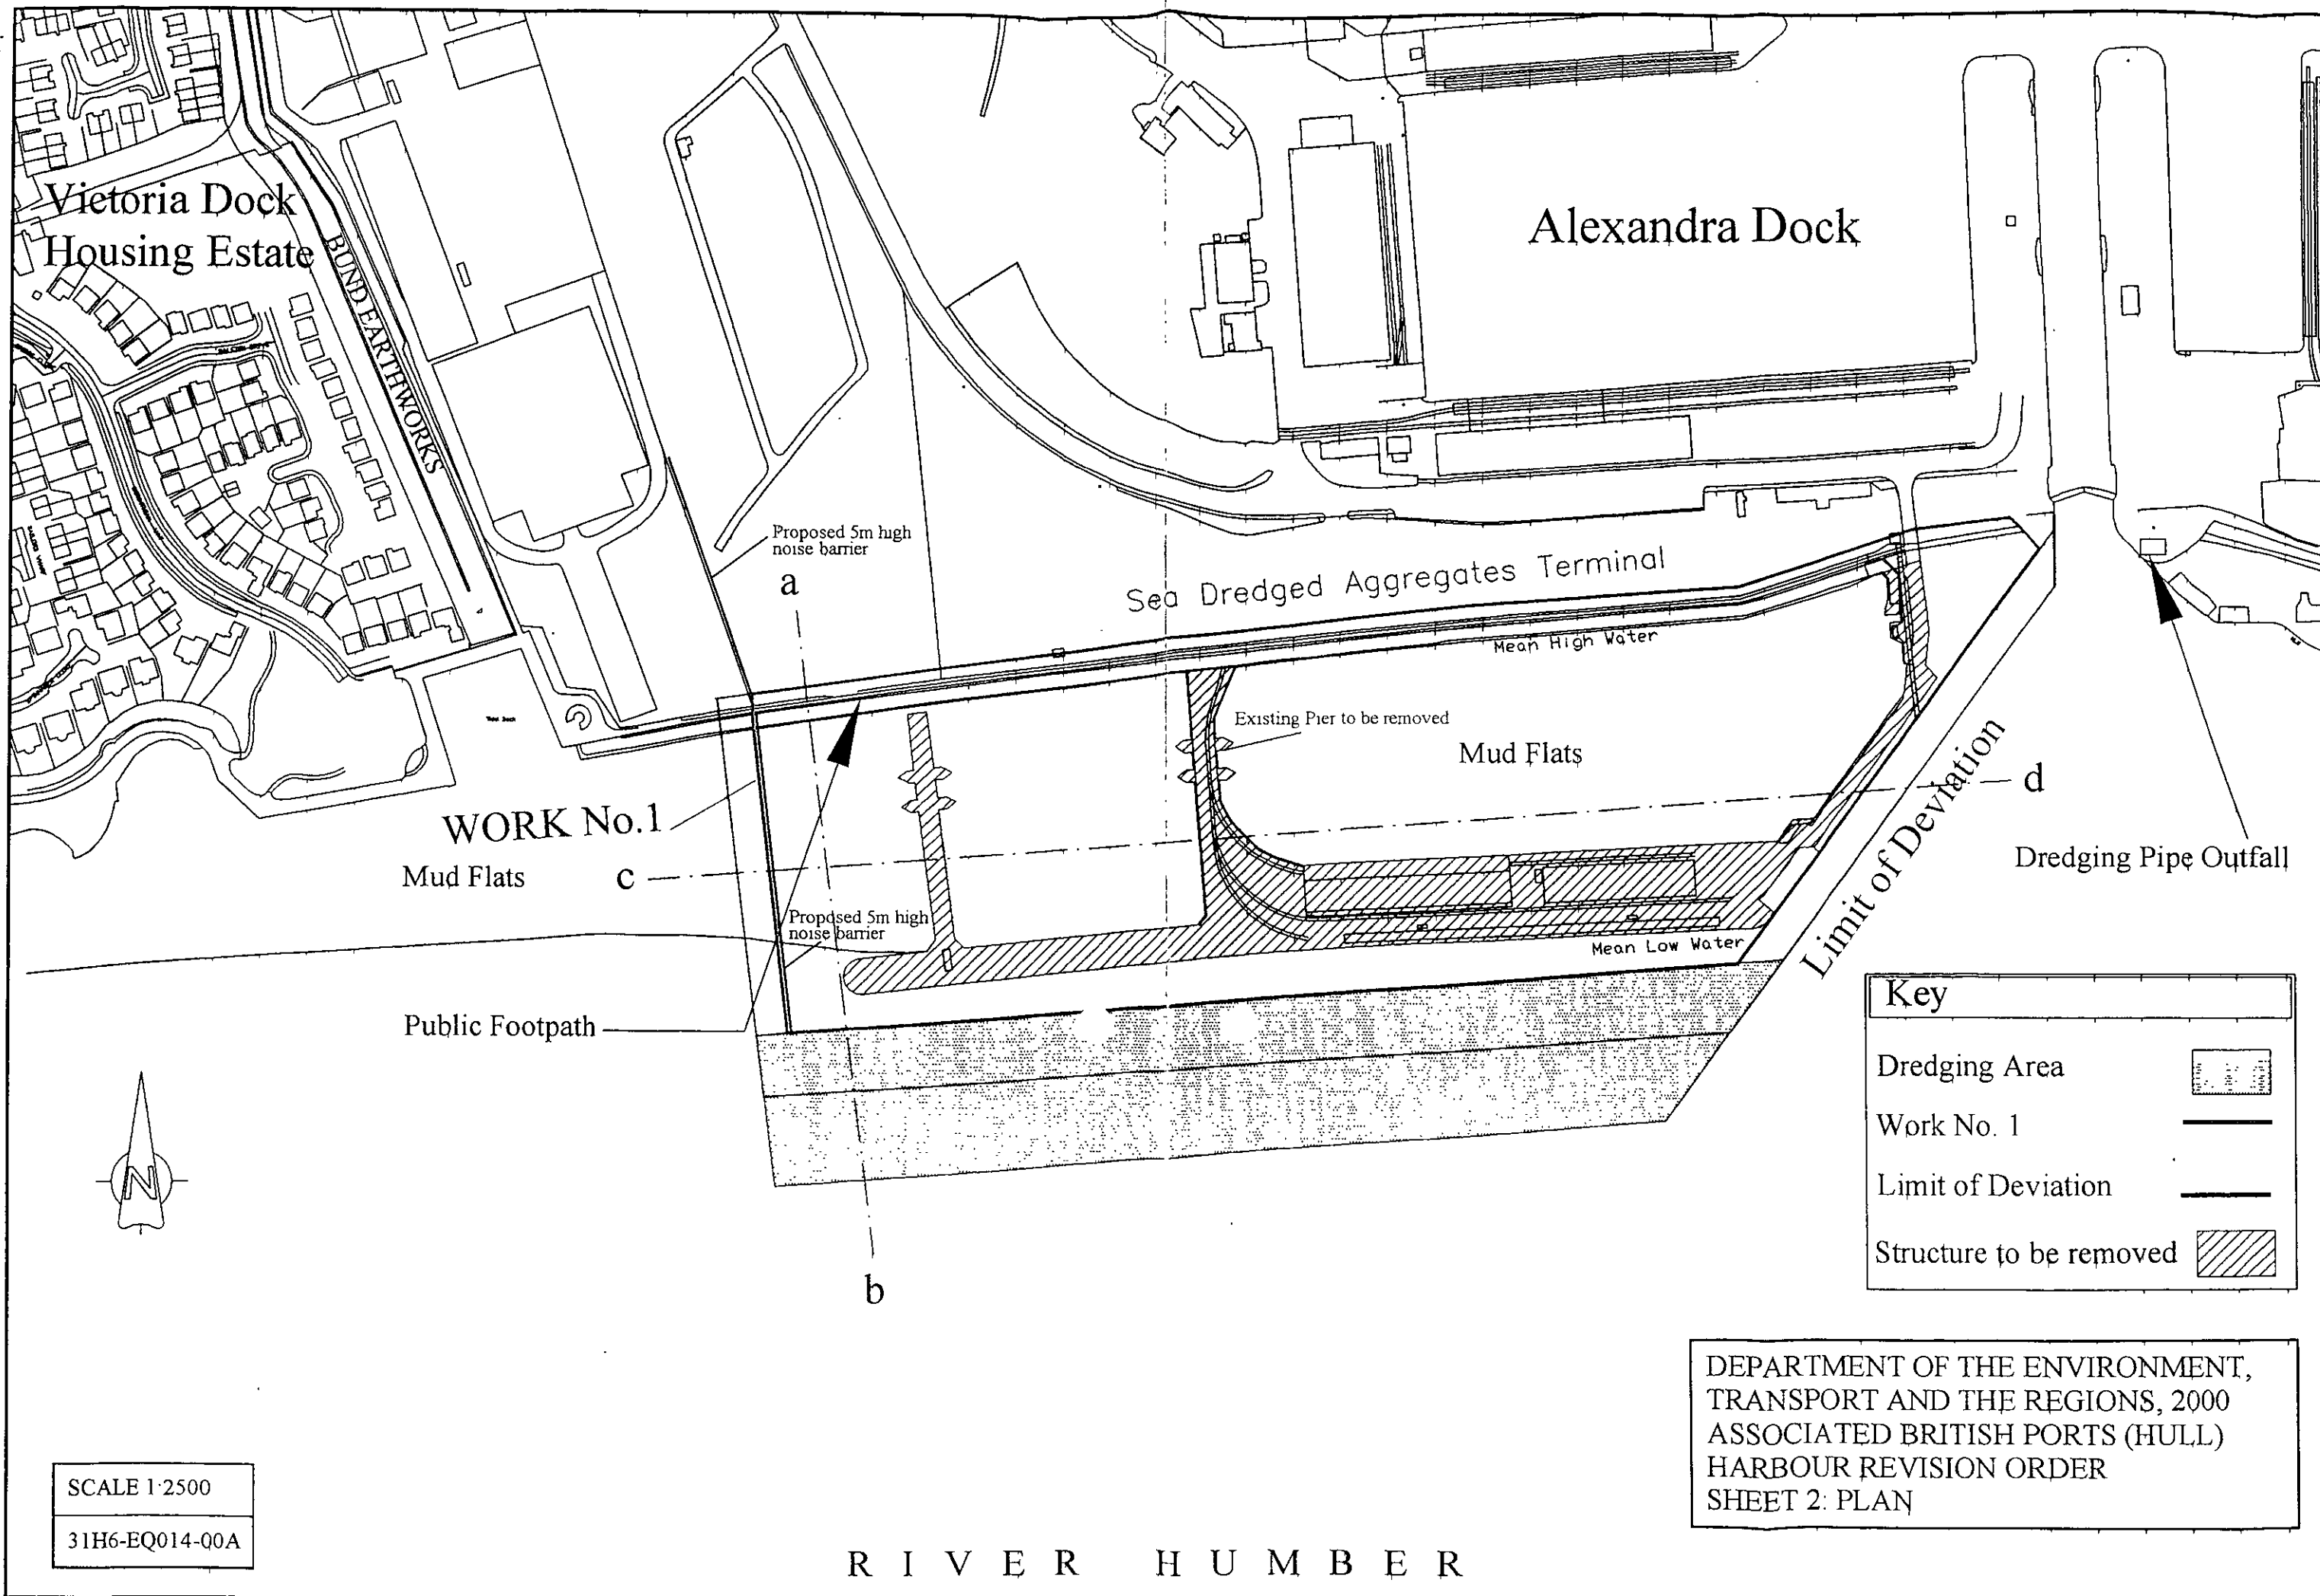 Victoria Dock
Housing Estate
BUND EARTHWORKS
Alexandra Dock
Proposed 5m high
noise barrier
a
Sea Dredged Aggregates Terminal
Mean High Water
Existing Pier to be removed
Mud Flats
d
WORK No.1
Mud Flats
c
Limit of Deviation
Dredging Pipe Outfall
Proposed 5m high
noise barrier
Mean Low Water
Public Footpath
Key
Dredging Area
Work No. 1
Limit of Deviation
Structure to be removed
N
b
DEPARTMENT OF THE ENVIRONMENT,
TRANSPORT AND THE REGIONS, 2000
ASSOCIATED BRITISH PORTS (HULL)
HARBOUR REVISION ORDER
SHEET 2: PLAN
SCALE 1:2500
31H6-EQ014-00A
RIVER HUMBER